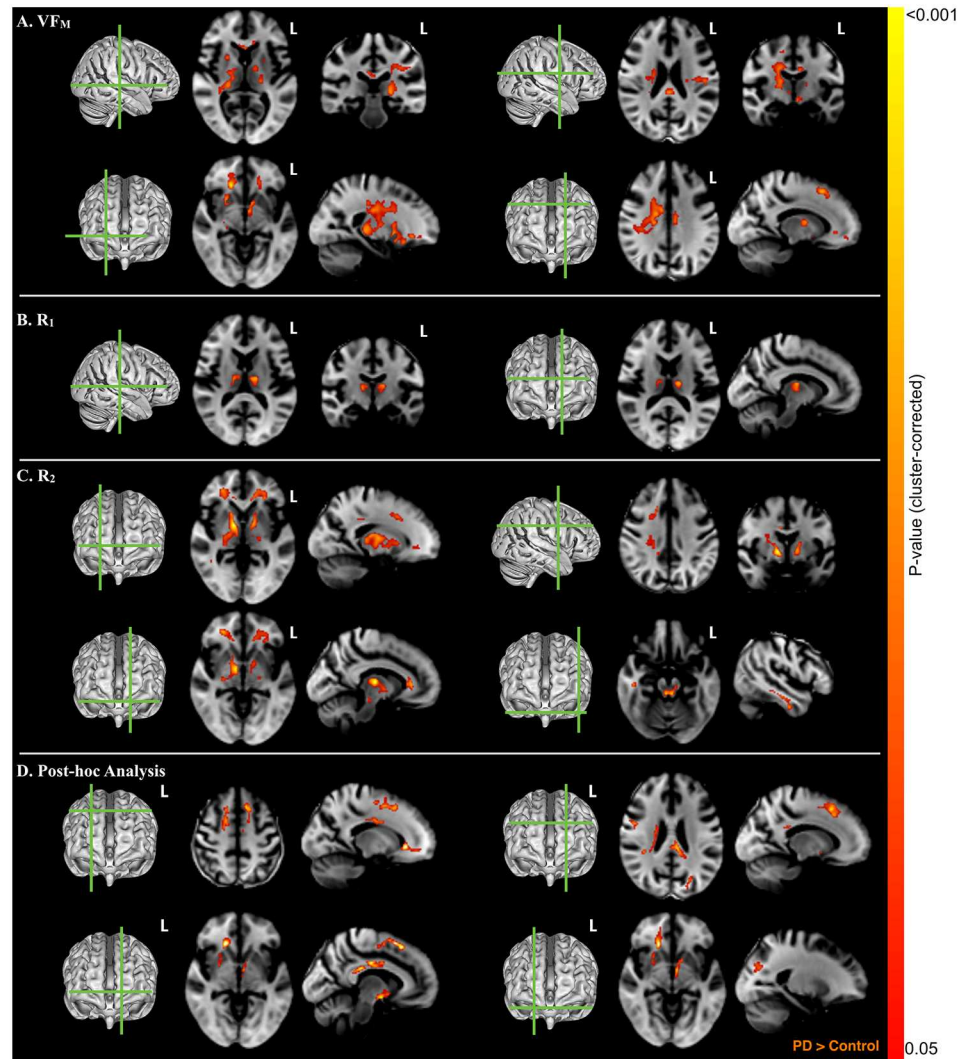 A. VFM
L
L
L
L
<0.001
L
L
B. R1
L
L
L
C. R2
L
L
L
L
D. Post-hoc Analysis
L
L
L
L
P-value (cluster-corrected)
PD > Control
0.05